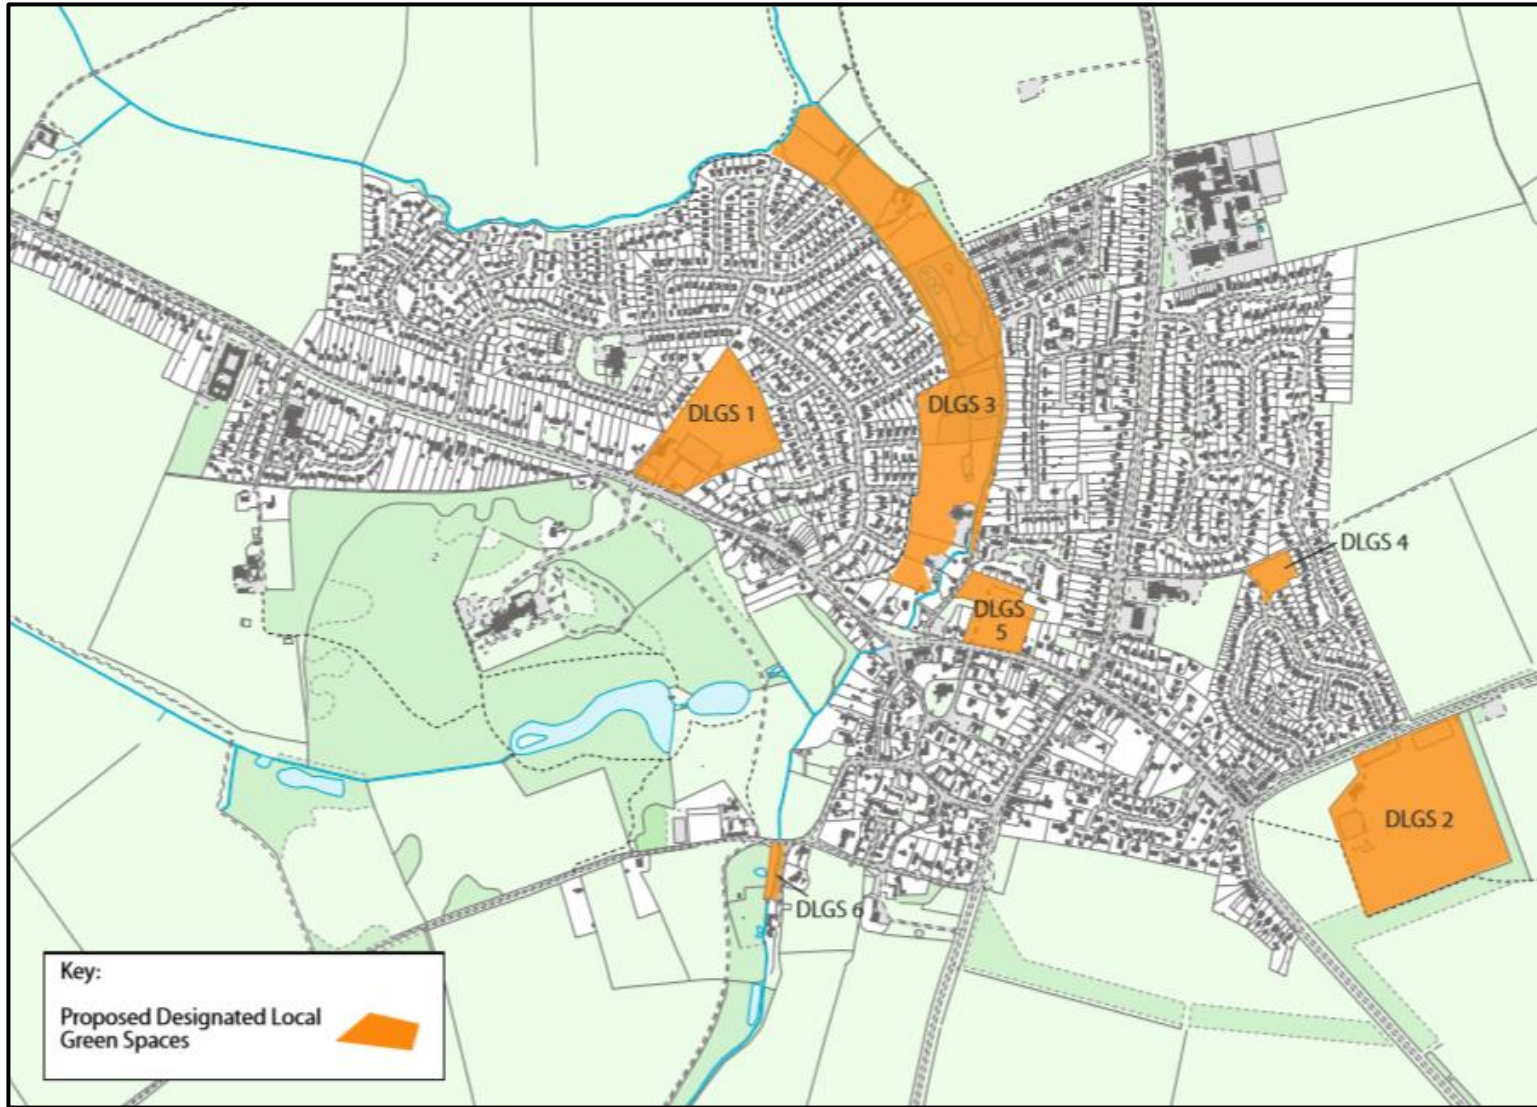 DLGS 1
DLGS 3
DLGS 4
DLGS
5
DLGS 2
DLGS 6
Key:
Proposed Designated Local
Green Spaces